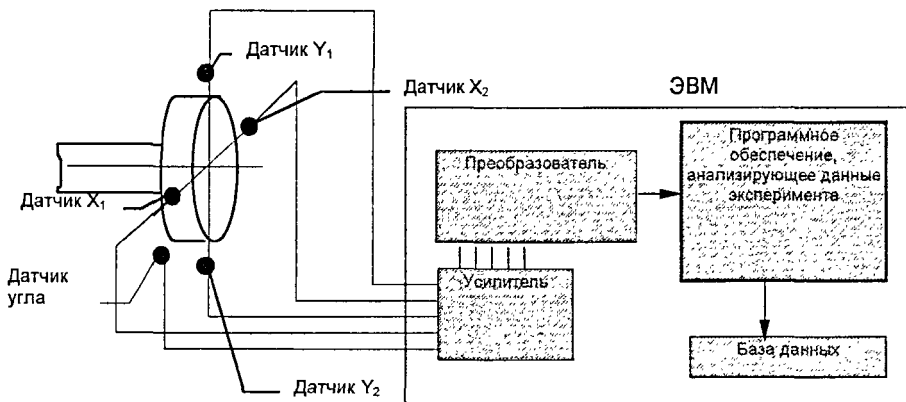 Датчик Y₁
Датчик X₂
ЭВМ
Программное
обеспечение,
анализирующее данные
эксперимента
Преобразователь
Датчик X₁
Датчик
угла
Усилитель
База данных
Датчик Y₂